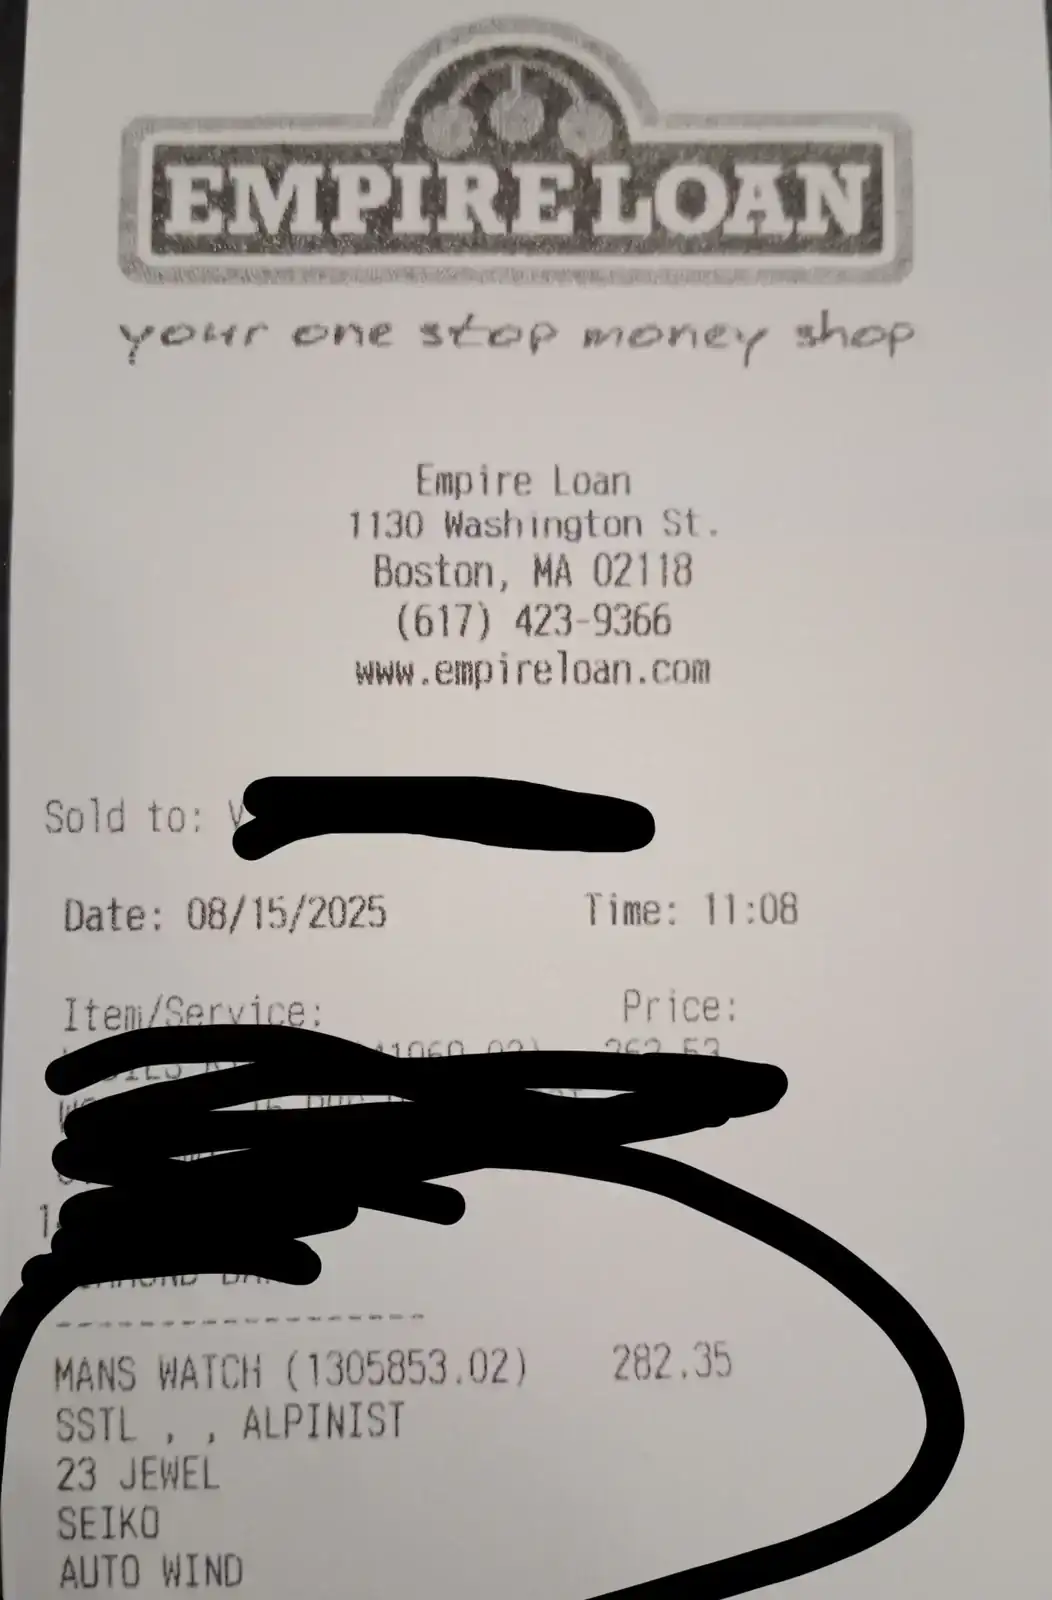 EMPIRE LOAN
your one stop money shop
Empire Loan
1130 Washington St.
Boston, MA 02118
(617) 423-9366
www.empireloan.com
Sold to: V
Date: 08/15/2025 Time: 11:08
Item/Service: Price:
MANS WATCH (1305853.02) 282.35
SSTL , , ALPINIST
23 JEWEL
SEIKO
AUTO WIND